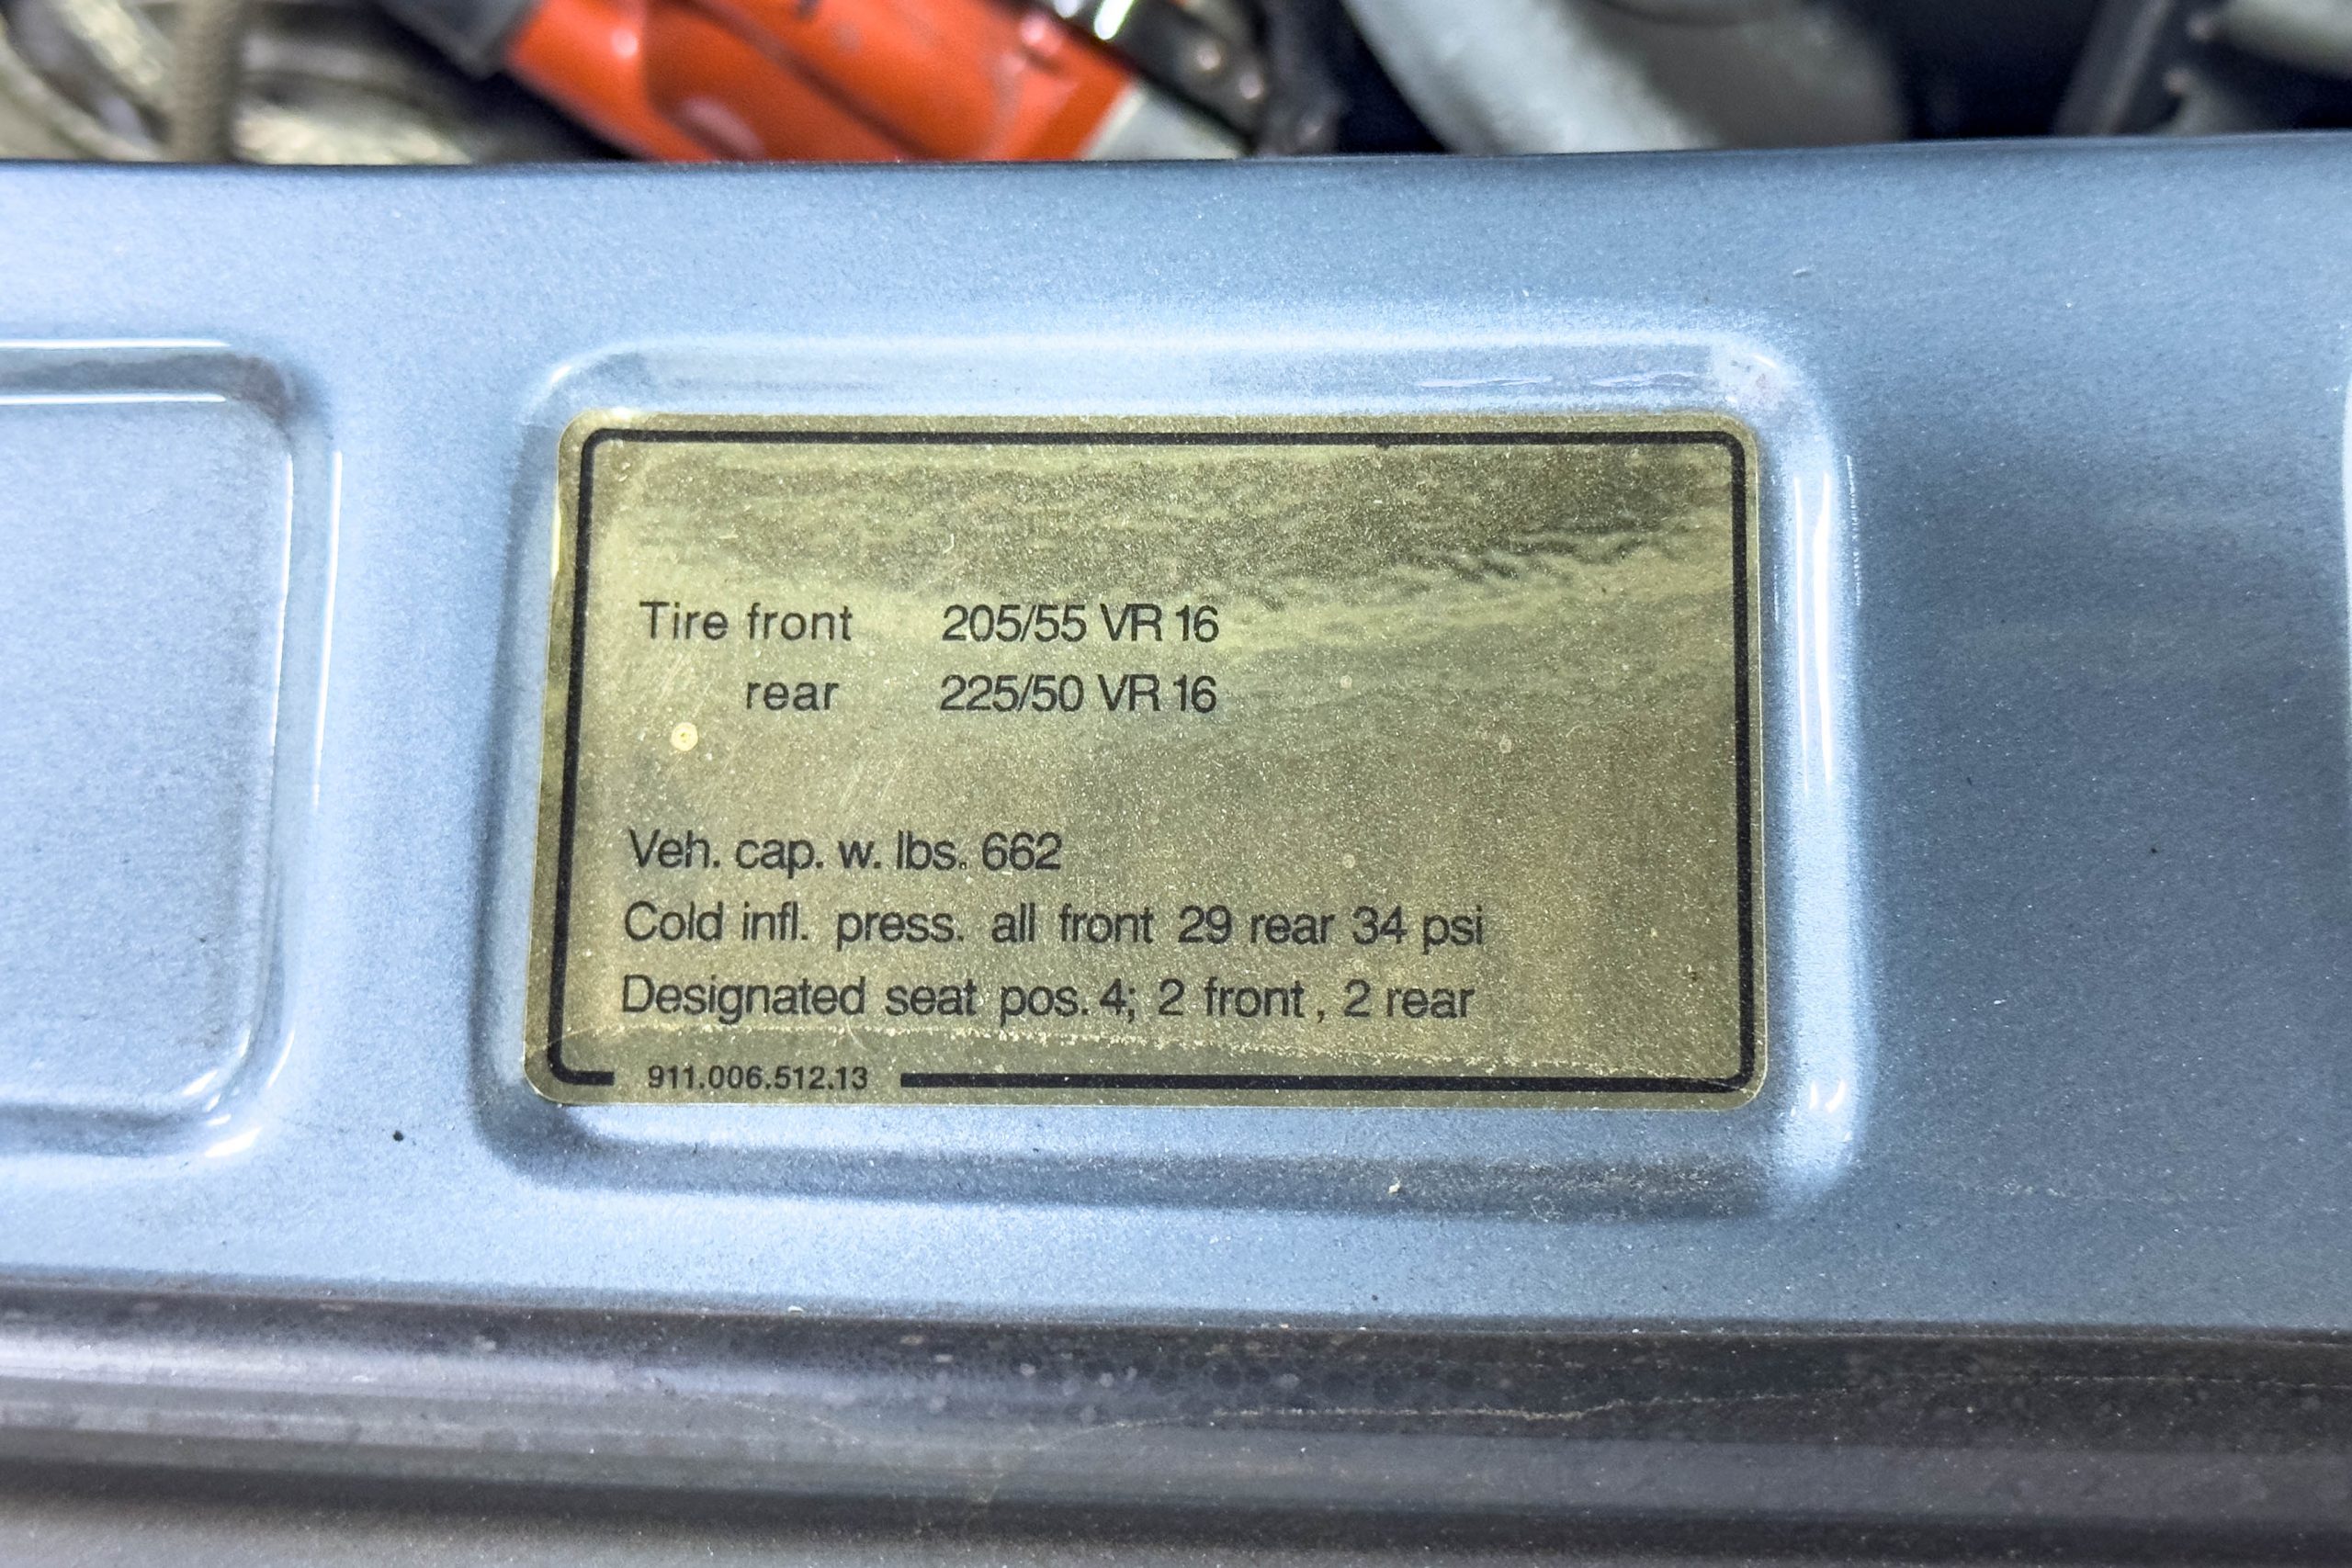 Tire front 205/55 VR 16
rear 225/50 VR 16
Veh. cap. w. lbs. 662
Cold infl. press. all front 29 rear 34 psi
Designated seat pos. 4; 2 front, 2 rear
911.006.512.13